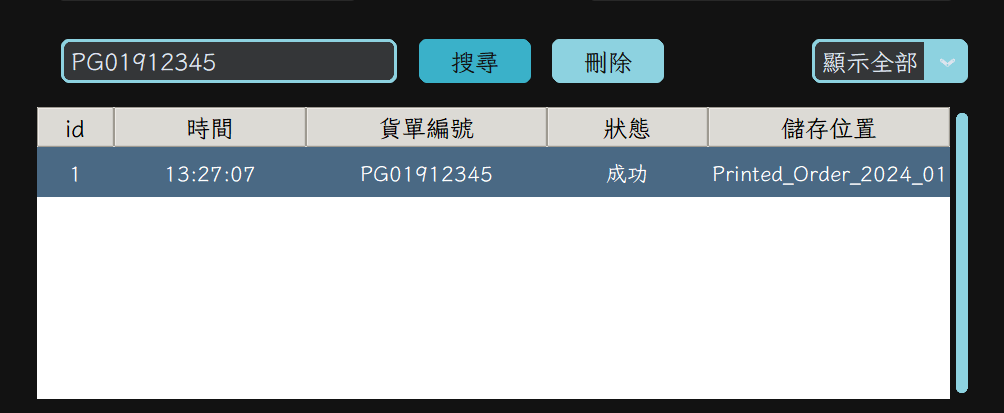 PG01912345 搜尋 刪除 顯示全部
id 時間 貨單編號 狀態 儲存位置
1 13:27:07 PG01912345 成功 Printed_Order_2024_01